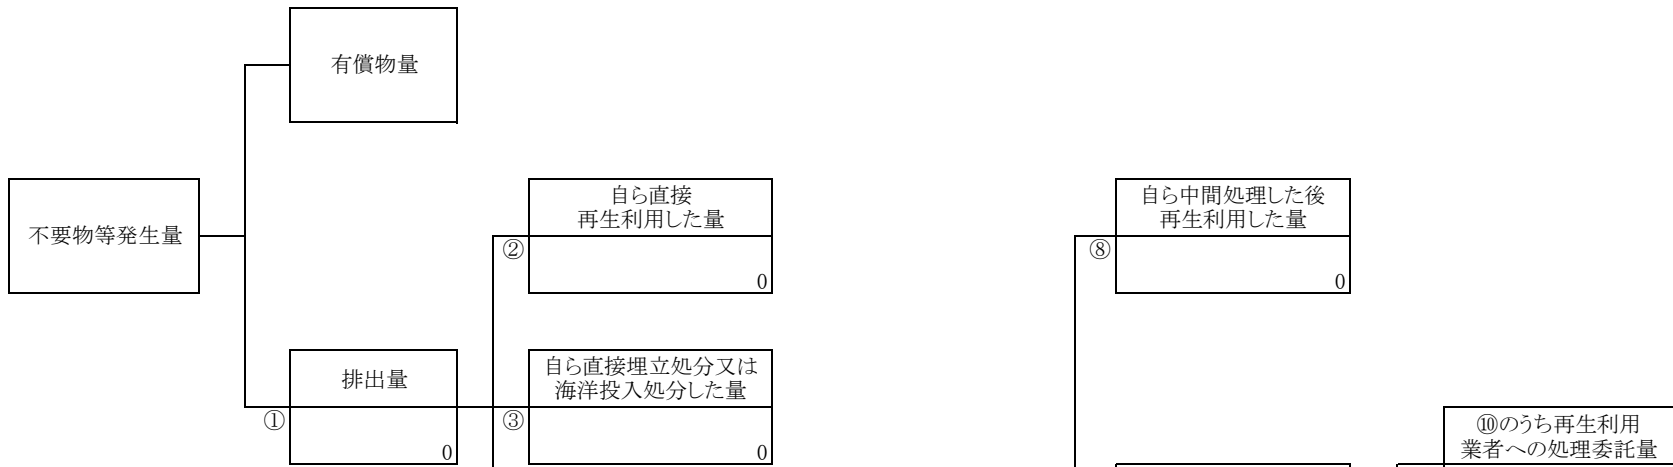 有償物量
不要物等発生量
自ら直接
再生利用した量
②
0
自ら中間処理した後
再生利用した量
⑧
0
排出量
①
0
自ら直接埋立処分又は
海洋投入処分した量
③
0
⑩のうち再生利用
業者への処理委託量